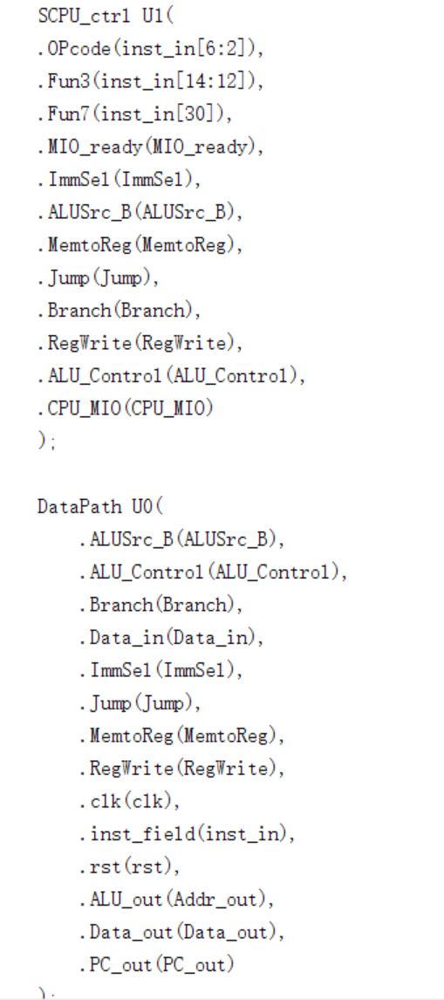 SCPU_ctrl U1(
.OPcode(inst_in[6:2]),
.Fun3(inst_in[14:12]),
.Fun7(inst_in[30]),
.MIO_ready(MIO_ready),
.ImmSel(ImmSel),
.ALUSrc_B(ALUSrc_B),
.MemtoReg(MemtoReg),
.Jump(Jump),
.Branch(Branch),
.RegWrite(RegWrite),
.ALU_Control(ALU_Control),
.CPU_MIO(CPU_MIO)
);
DataPath U0(
.ALUSrc_B(ALUSrc_B),
.ALU_Control(ALU_Control),
.Branch(Branch),
.Data_in(Data_in),
.ImmSel(ImmSel),
.Jump(Jump),
.MemtoReg(MemtoReg),
.RegWrite(RegWrite),
.clk(clk),
.inst_field(inst_in),
.rst(rst),
.ALU_out(Addr_out),
.Data_out(Data_out),
.PC_out(PC_out)
);